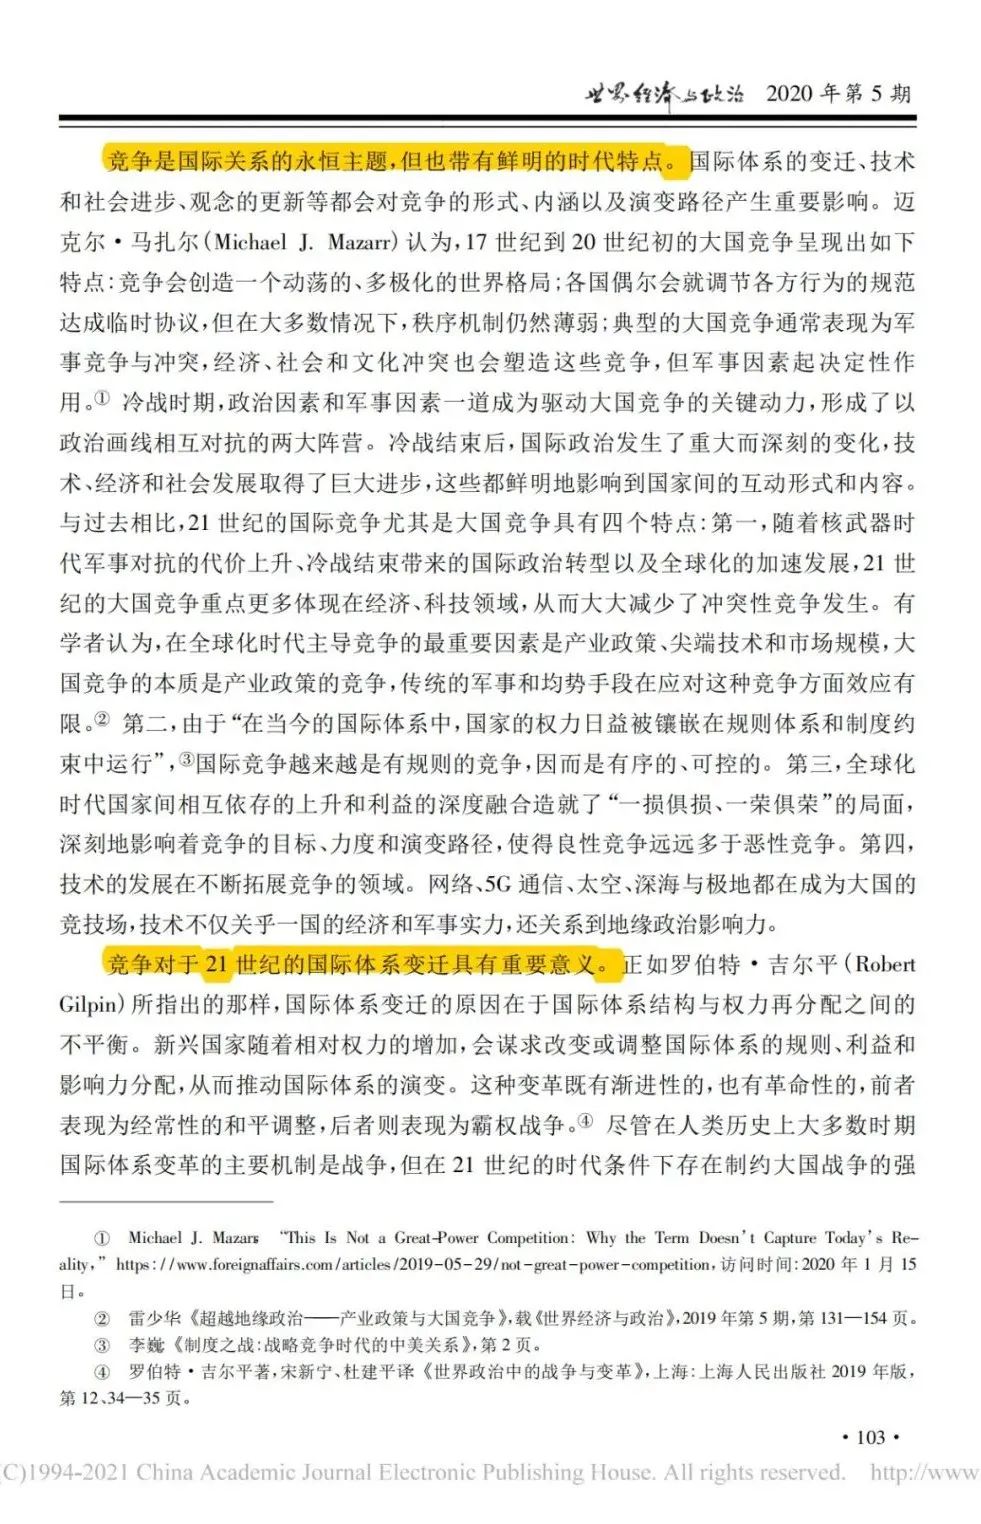 世界经济与政治 2020 年第 5 期
竞争是国际关系的永恒主题，但也带有鲜明的时代特点。国际体系的变迁、技术
和社会进步、观念的更新等都会对竞争的形式、内涵以及演变路径产生重要影响。迈
克尔·马扎尔（Michael J. Mazarr）认为，17 世纪到 20 世纪初的大国竞争呈现出如下
特点：竞争会创造一个动荡的、多极化的世界格局；各国偶尔会就调节各方行为的规范
达成临时协议，但在大多数情况下，秩序机制仍然薄弱；典型的大国竞争通常表现为军
事竞争与冲突，经济、社会和文化冲突也会塑造这些竞争，但军事因素起决定性作
用。① 冷战时期，政治因素和军事因素一道成为驱动大国竞争的关键动力，形成了以
政治画线相互对抗的两大阵营。冷战结束后，国际政治发生了重大而深刻的变化，技
术、经济和社会发展取得了巨大进步，这些都鲜明地影响到国家间的互动形式和内容。
与过去相比，21 世纪的国际竞争尤其是大国竞争具有四个特点：第一，随着核武器时
代军事对抗的代价上升、冷战结束带来的国际政治转型以及全球化的加速发展，21 世
纪的大国竞争重点更多体现在经济、科技领域，从而大大减少了冲突性竞争发生。有
学者认为，在全球化时代主导竞争的最重要因素是产业政策、尖端技术和市场规模，大
国竞争的本质是产业政策的竞争，传统的军事和均势手段在应对这种竞争方面效应有
限。② 第二，由于“在当今的国际体系中，国家的权力日益被镶嵌在规则体系和制度约
束中运行”，③国际竞争越来越是有规则的竞争，因而是有序的、可控的。第三，全球化
时代国家间相互依存的上升和利益的深度融合造就了“一损俱损、一荣俱荣”的局面，
深刻地影响着竞争的目标、力度和演变路径，使得良性竞争远远多于恶性竞争。第四，
技术的发展在不断拓展竞争的领域。网络、5G 通信、太空、深海与极地都在成为大国的
竞技场，技术不仅关乎一国的经济和军事实力，还关系到地缘政治影响力。
竞争对于 21 世纪的国际体系变迁具有重要意义。正如罗伯特·吉尔平（Robert
Gilpin）所指出的那样，国际体系变迁的原因在于国际体系结构与权力再分配之间的
不平衡。新兴国家随着相对权力的增加，会谋求改变或调整国际体系的规则、利益和
影响力分配，从而推动国际体系的演变。这种变革既有渐进性的，也有革命性的，前者
表现为经常性的和平调整，后者则表现为霸权战争。④ 尽管在人类历史上大多数时期
国际体系变革的主要机制是战争，但在 21 世纪的时代条件下存在制约大国战争的强
① Michael J. Mazarr， “This Is Not a Great-Power Competition: Why the Term Doesn’t Capture Today’s Re-
ality,” https://www.foreignaffairs.com/articles/2019-05-29/not-great-power-competition，访问时间：2020 年 1 月 15
日。
② 雷少华：《超越地缘政治——产业政策与大国竞争》，载《世界经济与政治》，2019 年第 5 期，第 131—154 页。
③ 李巍：《制度之战：战略竞争时代的中美关系》，第 2 页。
④ 罗伯特·吉尔平著，宋新宁、杜建平译：《世界政治中的战争与变革》，上海：上海人民出版社 2019 年版，
第 12、34—35 页。
· 103 ·
(C)1994-2021 China Academic Journal Electronic Publishing House. All rights reserved. http://www